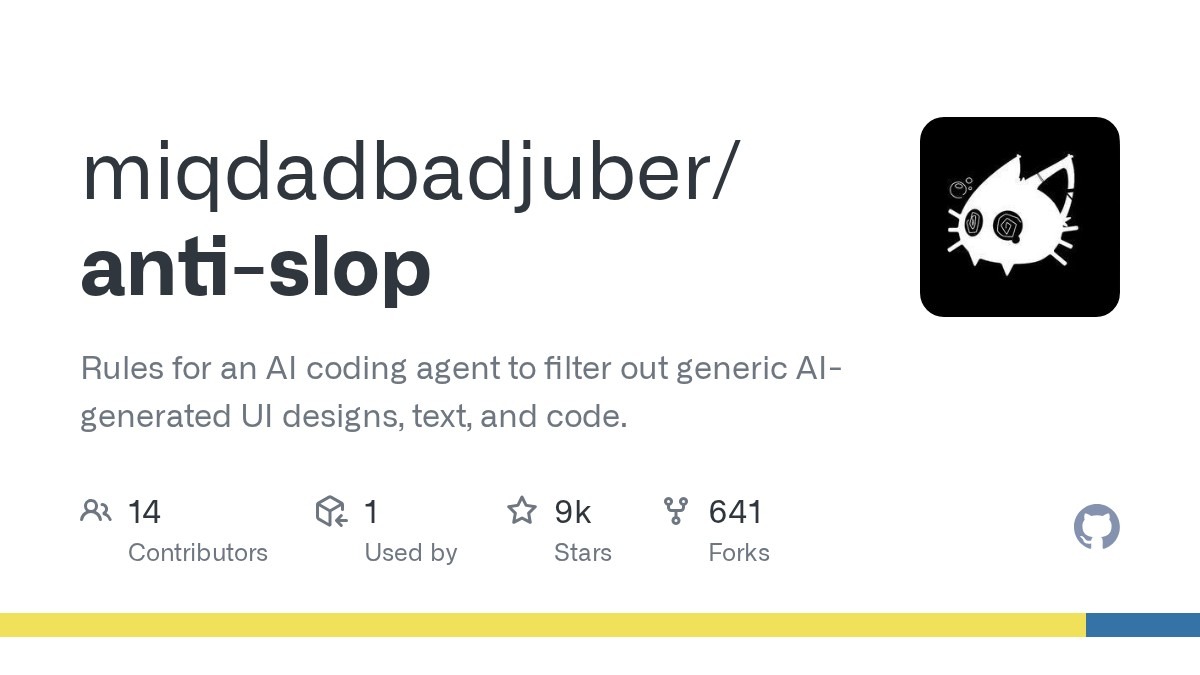 miqdadbadjuber/
anti-slop
Rules for an AI coding agent to filter out generic AI-
generated UI designs, text, and code.
14
Contributors
1
Used by
9k
Stars
641
Forks